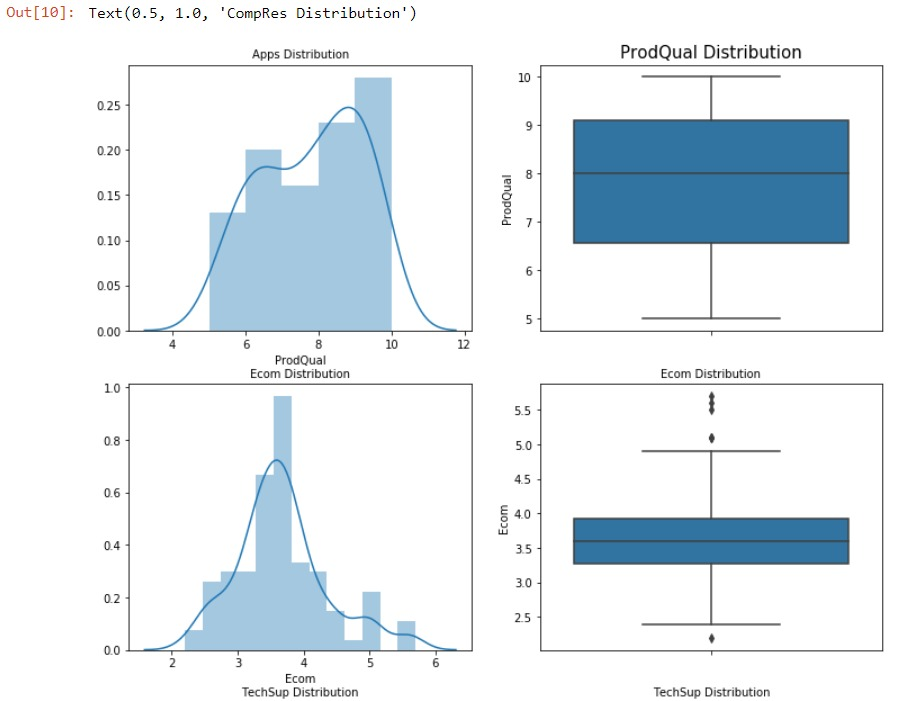 Out[10]: Text(0.5, 1.0, 'CompRes Distribution')
Apps Distribution
0.25
0.20
0.15
0.10
0.05
0.00
4 6 8 10 12
ProdQual
ProdQual Distribution
10
9
8
7
6
5
ProdQual
Ecom Distribution
1.0
0.8
0.6
0.4
0.2
0.0
2 3 4 5 6
Ecom
Ecom Distribution
5.5
5.0
4.5
4.0
3.5
3.0
2.5
Ecom
TechSup Distribution
TechSup Distribution